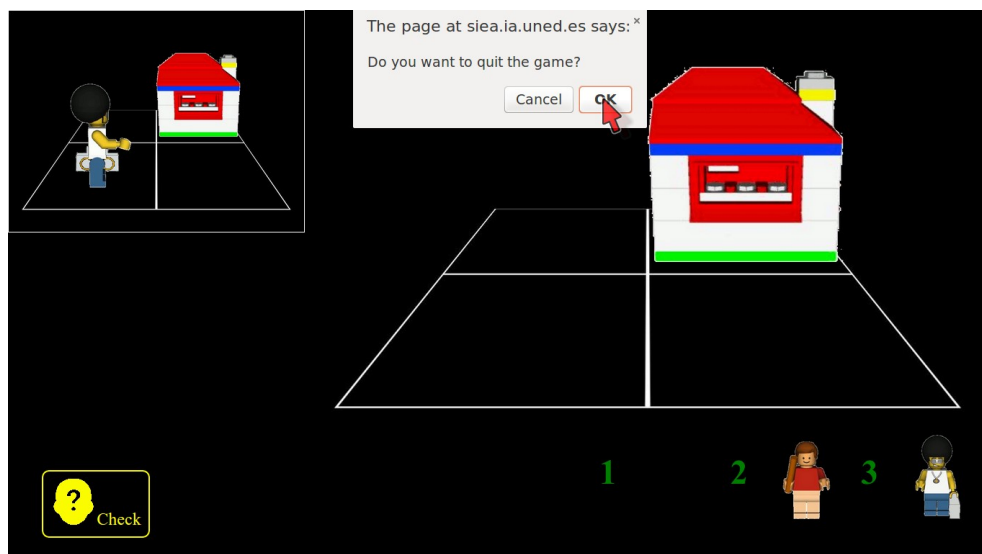 The page at siea.ia.uned.es says: ×
Do you want to quit the game?
Cancel OK
1 2 3
? Check